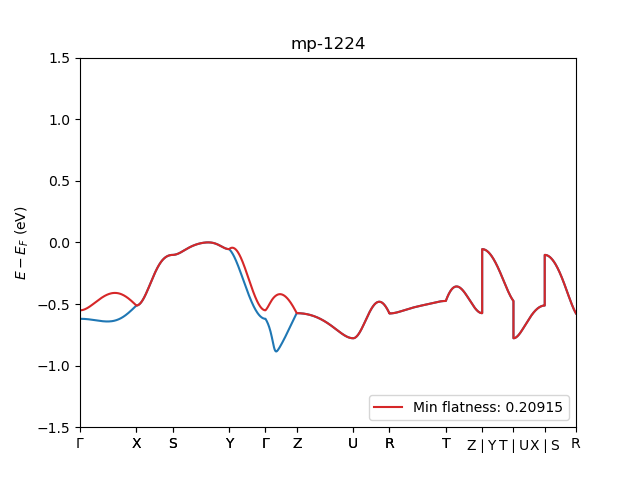 mp-1224
E − E_F (eV)
1.5
1.0
0.5
0.0
−0.5
−1.0
−1.5
Min flatness: 0.20915
Γ X S Y Γ Z U R T Z | Y T | U X | S R